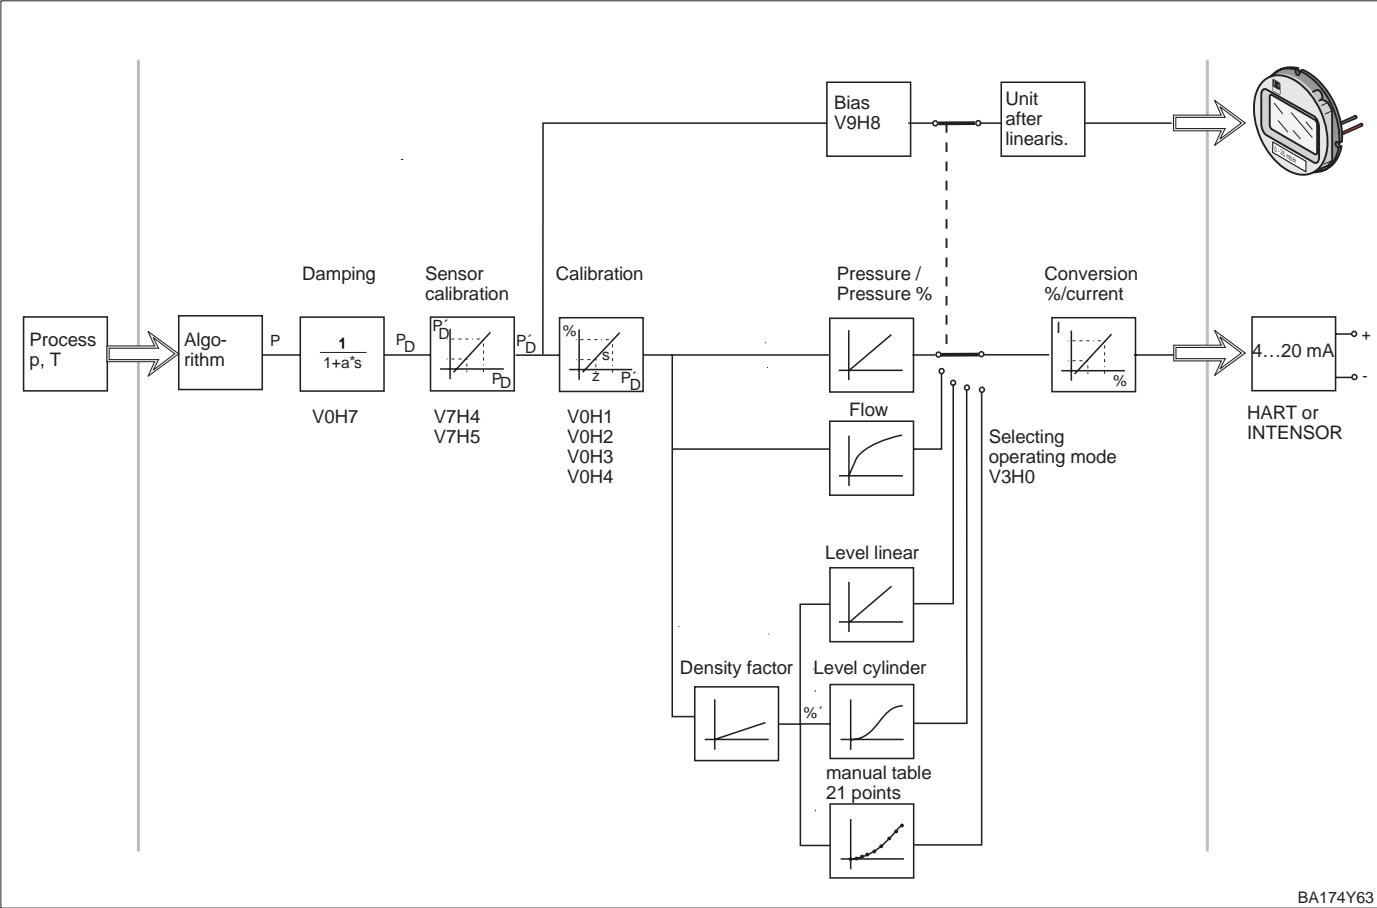 Bias
V9H8
Unit
after
linearis.
Damping
Sensor
calibration
Calibration
Pressure /
Pressure %
Conversion
%/current
Process
p, T
Algo-
rithm
P
1
1+a*s
PD
P´D
PD
P´D
%
s
z
P´D
I
%
4...20 mA
+
-
V0H7
V7H4
V7H5
V0H1
V0H2
V0H3
V0H4
Flow
Selecting
operating mode
V3H0
HART or
INTENSOR
Level linear
Density factor
Level cylinder
%´
manual table
21 points
BA174Y63